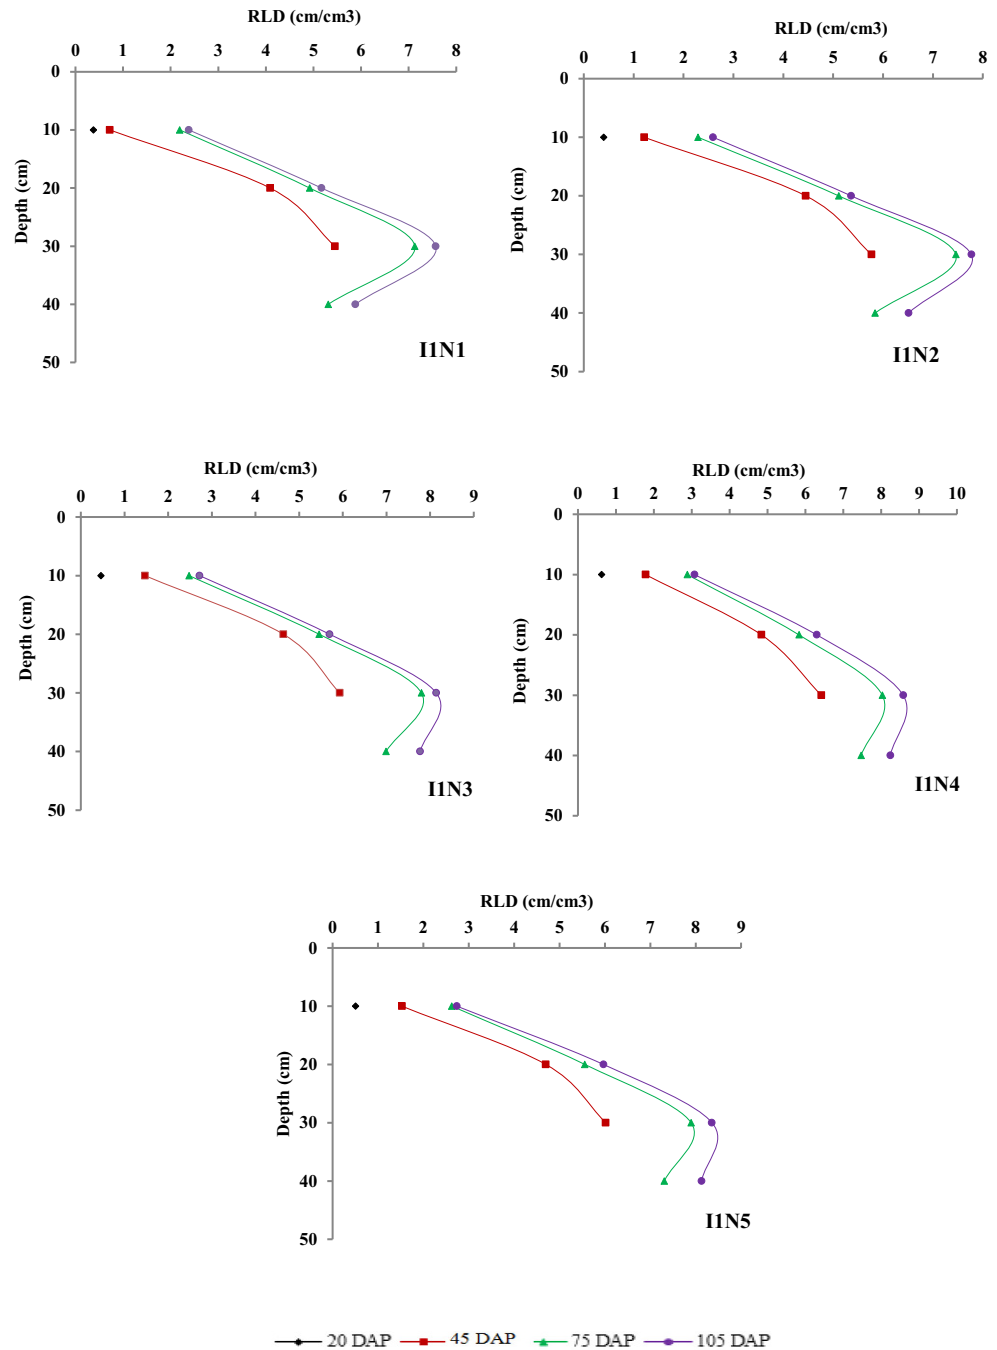 RLD (cm/cm3)
0 1 2 3 4 5 6 7 8
0
10
20
30
40
50
Depth (cm)
I1N1
RLD (cm/cm3)
0 1 2 3 4 5 6 7 8
0
10
20
30
40
50
Depth (cm)
I1N2
RLD (cm/cm3)
0 1 2 3 4 5 6 7 8 9
0
10
20
30
40
50
Depth (cm)
I1N3
RLD (cm/cm3)
0 1 2 3 4 5 6 7 8 9 10
0
10
20
30
40
50
Depth (cm)
I1N4
RLD (cm/cm3)
0 1 2 3 4 5 6 7 8 9
0
10
20
30
40
50
Depth (cm)
I1N5
20 DAP 45 DAP 75 DAP 105 DAP